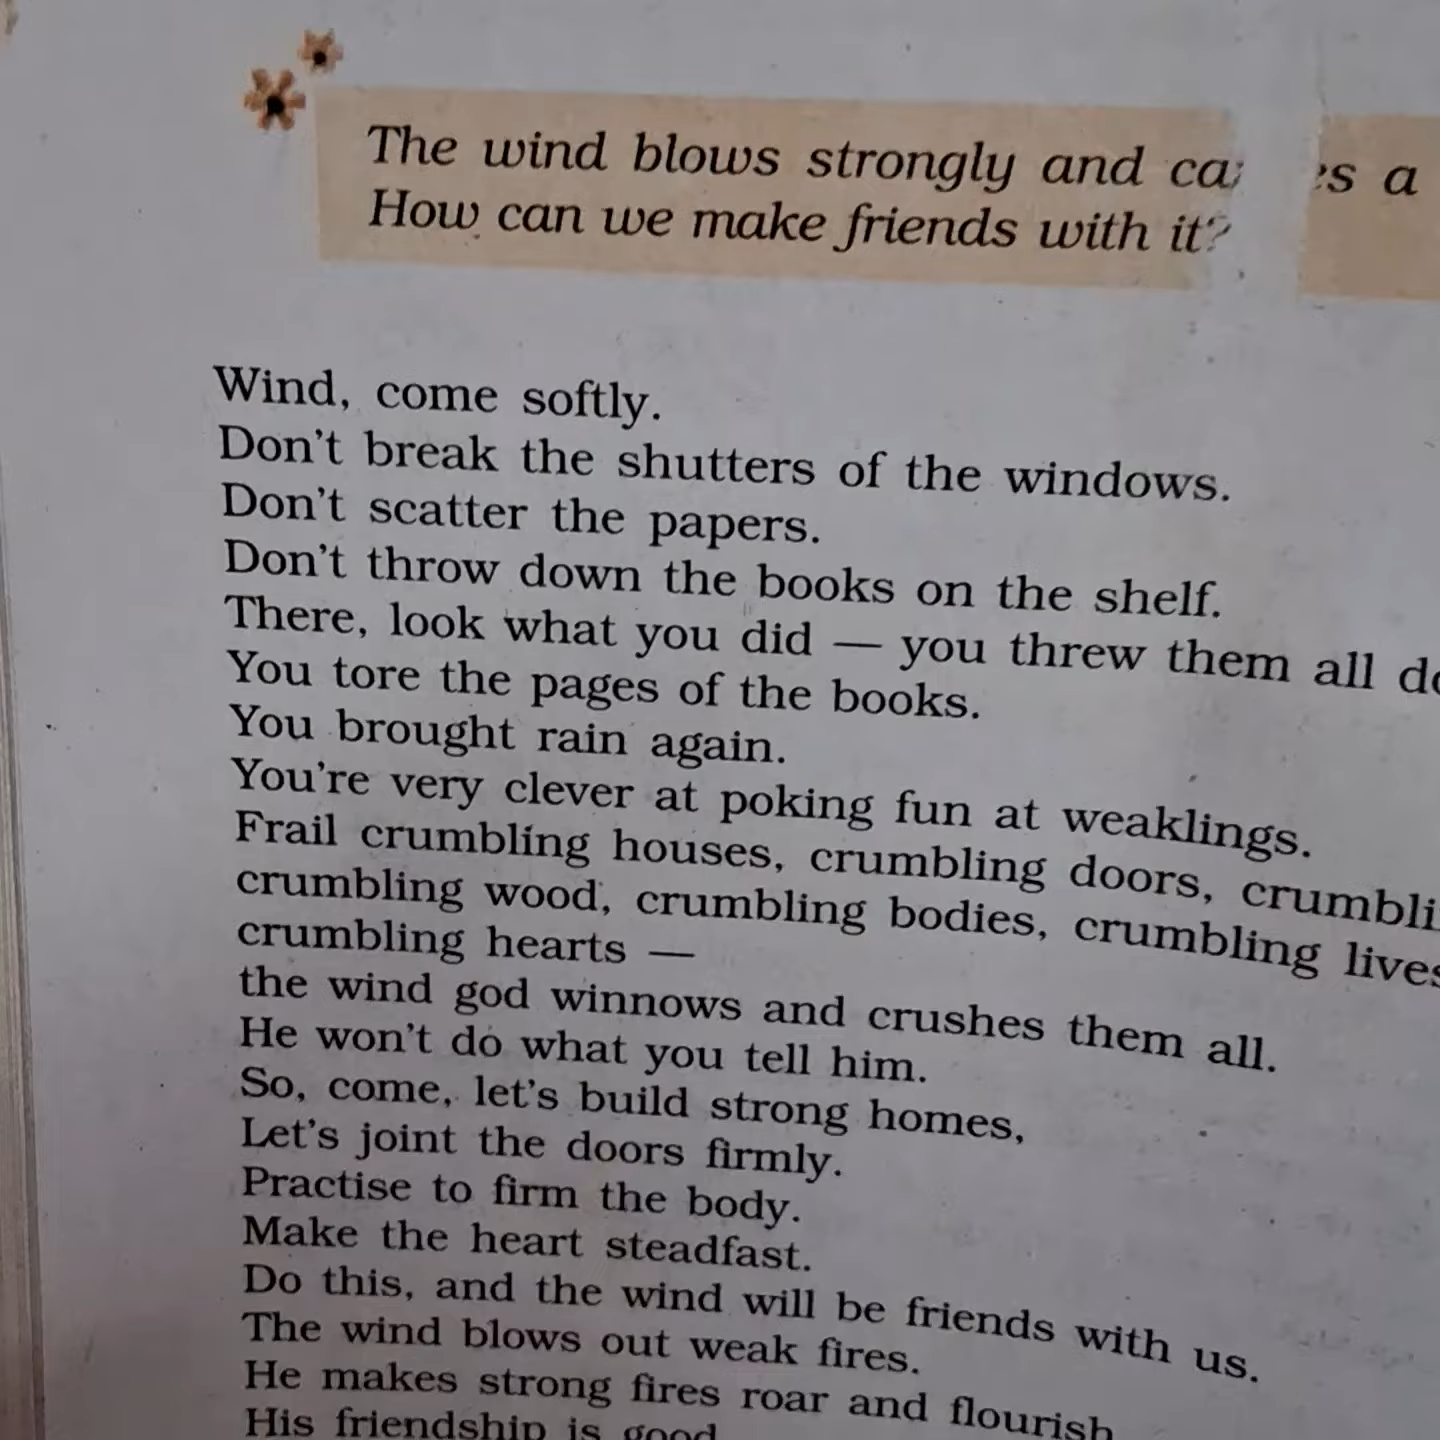 The wind blows strongly and a
How can we make friends with it?
Wind, come softly.
Don't break the shutters of the windows.
Don't scatter the papers.
Don't throw down the books on the shelf.
There, look what you did — you threw them all
You tore the pages of the books.
You brought rain again.
You're very clever at poking fun at weaklings.
Frail crumbling houses, crumbling doors,
crumbling wood, crumbling bodies, crumbling lives
crumbling hearts —
the wind god winnows and crushes them all.
He won't do what you tell him.
So, come, let's build strong homes,
Let's joint the doors firmly.
Practise to firm the body.
Make the heart steadfast.
Do this, and the wind will be friends with us.
The wind blows out weak fires.
He makes strong fires roar and flourish
His friendship is good